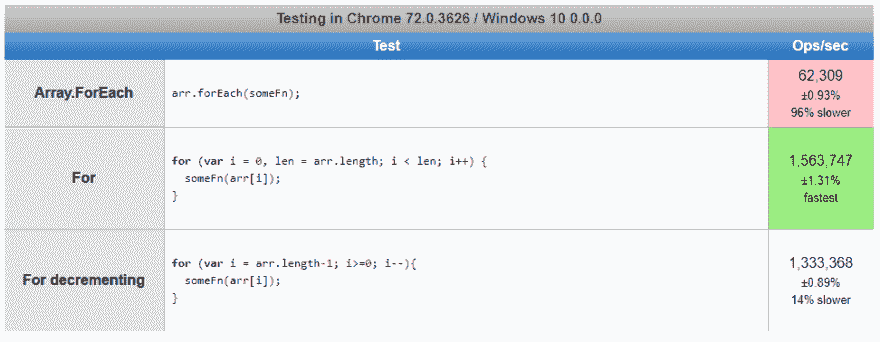 Testing in Chrome 72.0.3626 / Windows 10 0.0.0
Test Ops/sec
Array.ForEach
arr.forEach(someFn);
62,309
±0.93%
96% slower
For
for (var i = 0, len = arr.length; i < len; i++) {
someFn(arr[i]);
}
1,563,747
±1.31%
fastest
For decrementing
for (var i = arr.length-1; i>=0; i--){
someFn(arr[i]);
}
1,333,368
±0.89%
14% slower